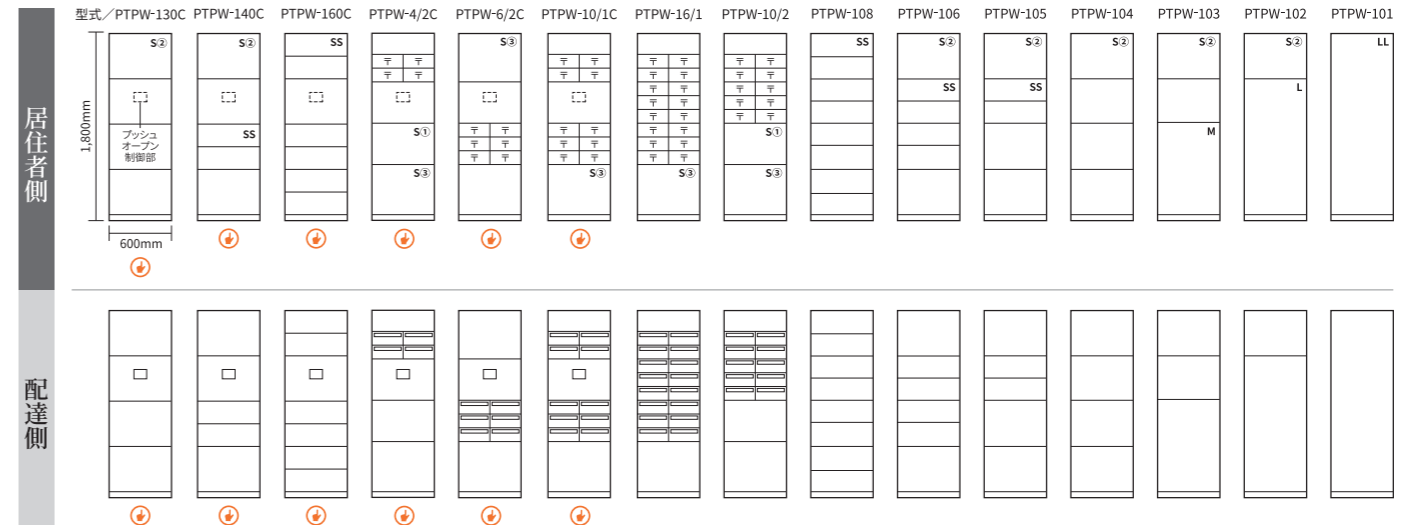 型式／PTPW-130C PTPW-140C PTPW-160C PTPW-4/2C PTPW-6/2C PTPW-10/1C PTPW-16/1 PTPW-10/2 PTPW-108 PTPW-106 PTPW-105 PTPW-104 PTPW-103 PTPW-102 PTPW-101
居住者側
1,800mm
S② S② SS S③ SS S② S② S② S② S② LL
〒 〒 〒 〒 〒 〒 〒 〒
〒 〒 〒 〒 〒 〒 〒 〒
〒 〒 〒 〒
SS SS L
〒 〒 〒 〒
〒 〒 〒 〒
プッシュ
オープン
制御部
SS S① 〒 〒 〒 〒 〒 〒 S① M
〒 〒 〒 〒 〒 〒
〒 〒 〒 〒 〒 〒
S③ S③ S③ S③
600mm
配達側